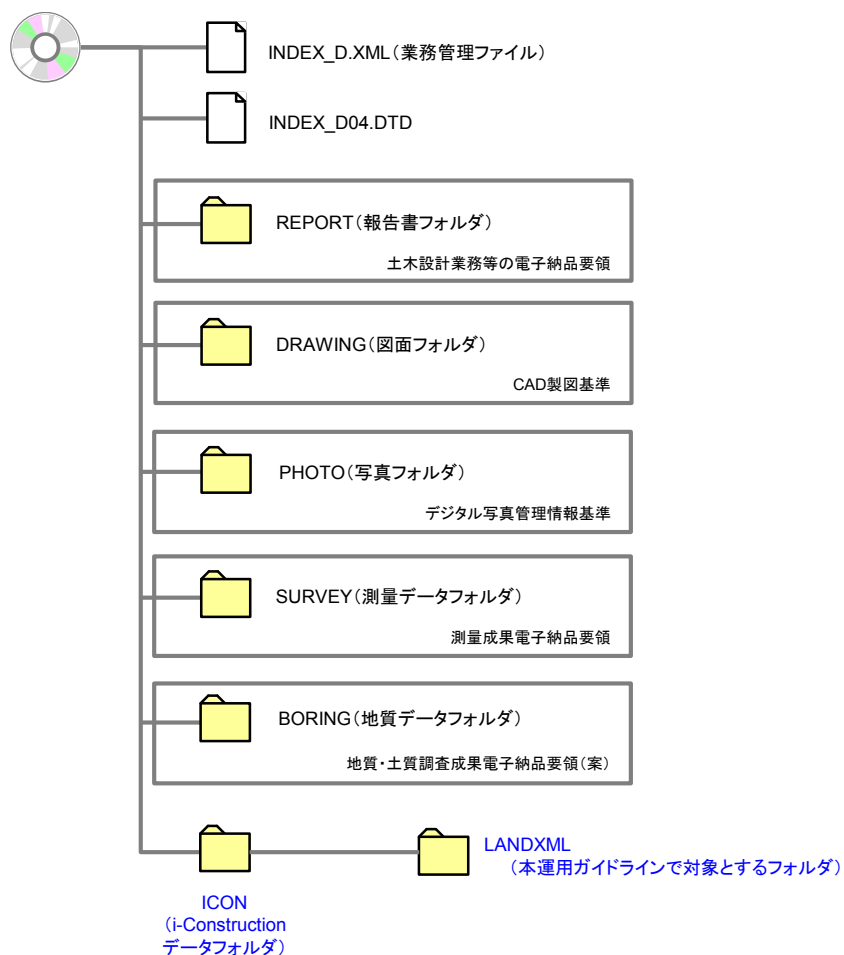 INDEX_D.XML（業務管理ファイル）
INDEX_D04.DTD
REPORT（報告書フォルダ）
土木設計業務等の電子納品要領
DRAWING（図面フォルダ）
CAD製図基準
PHOTO（写真フォルダ）
デジタル写真管理情報基準
SURVEY（測量データフォルダ）
測量成果電子納品要領
BORING（地質データフォルダ）
地質・土質調査成果電子納品要領（案）
LANDXML
（本運用ガイドラインで対象とするフォルダ）
ICON
（i-Construction
データフォルダ）